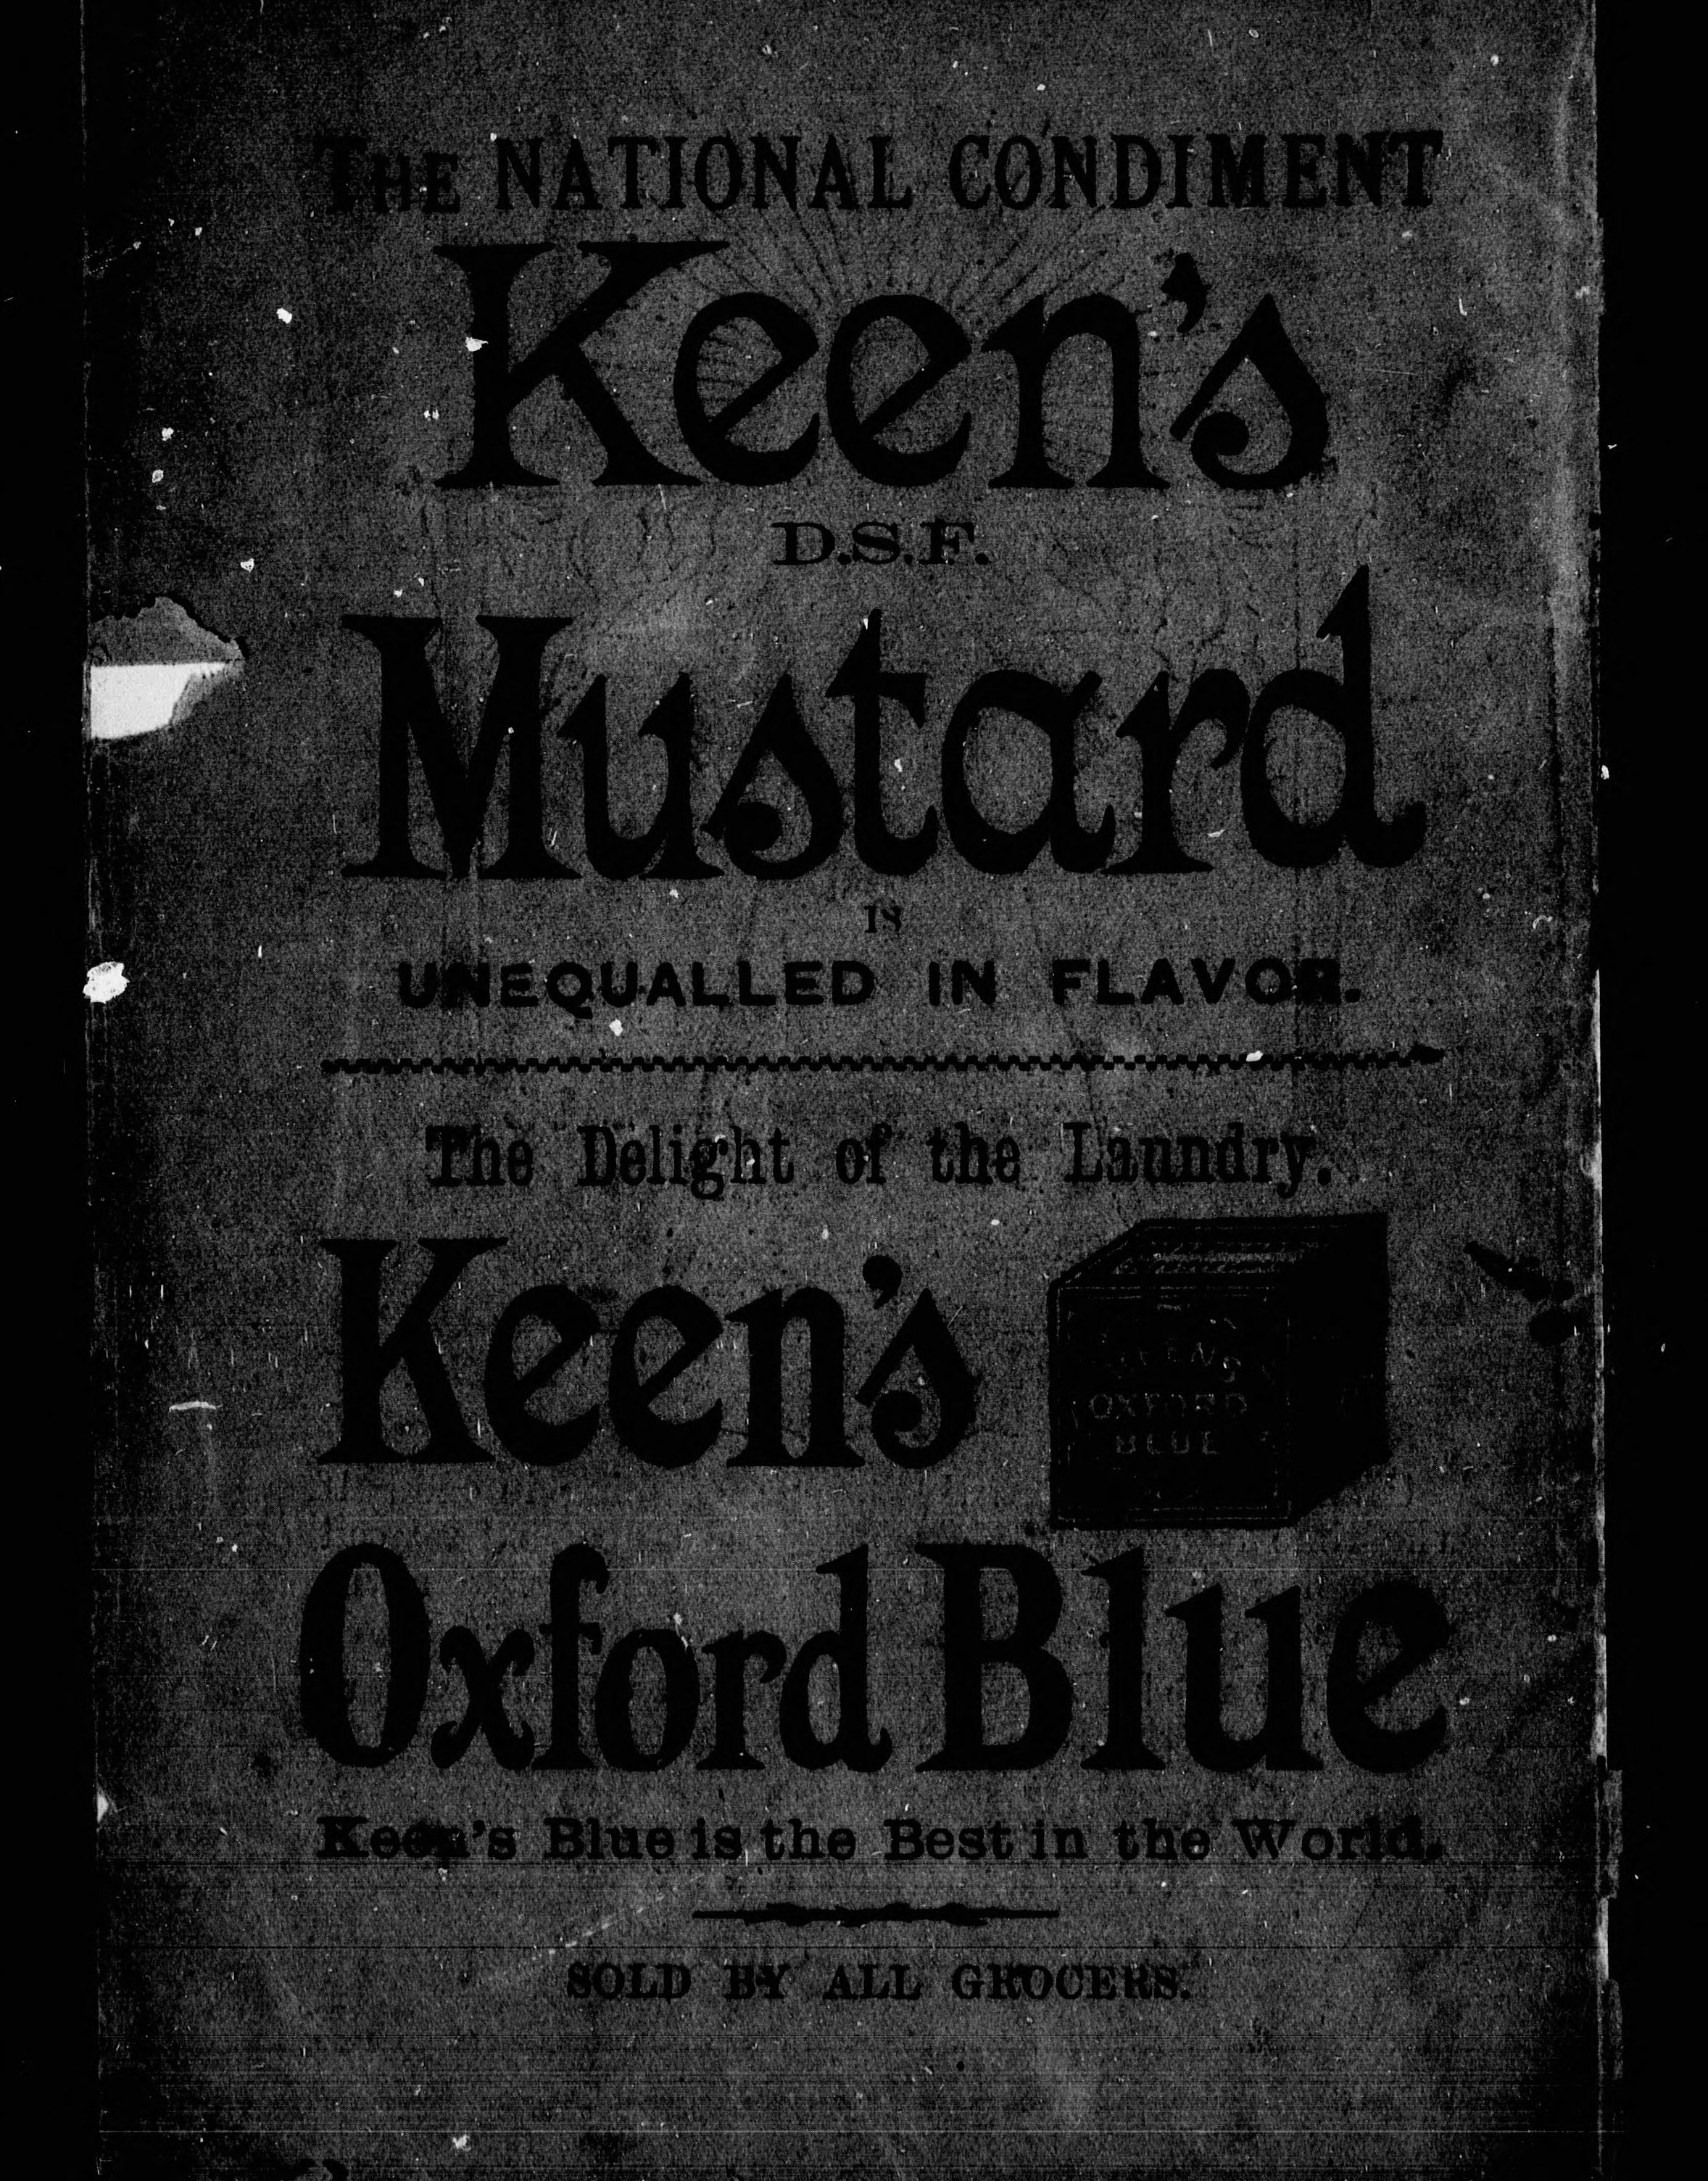 THE NATIONAL CONDIMENT
Keen's
D.S.F.
Mustard
IS
UNEQUALLED IN FLAVOR.
The Delight of the Laundry.
Keen's
KEENS
OXFORD
BLUE
Oxford Blue
Keen's Blue is the Best in the World.
SOLD BY ALL GROCERS.